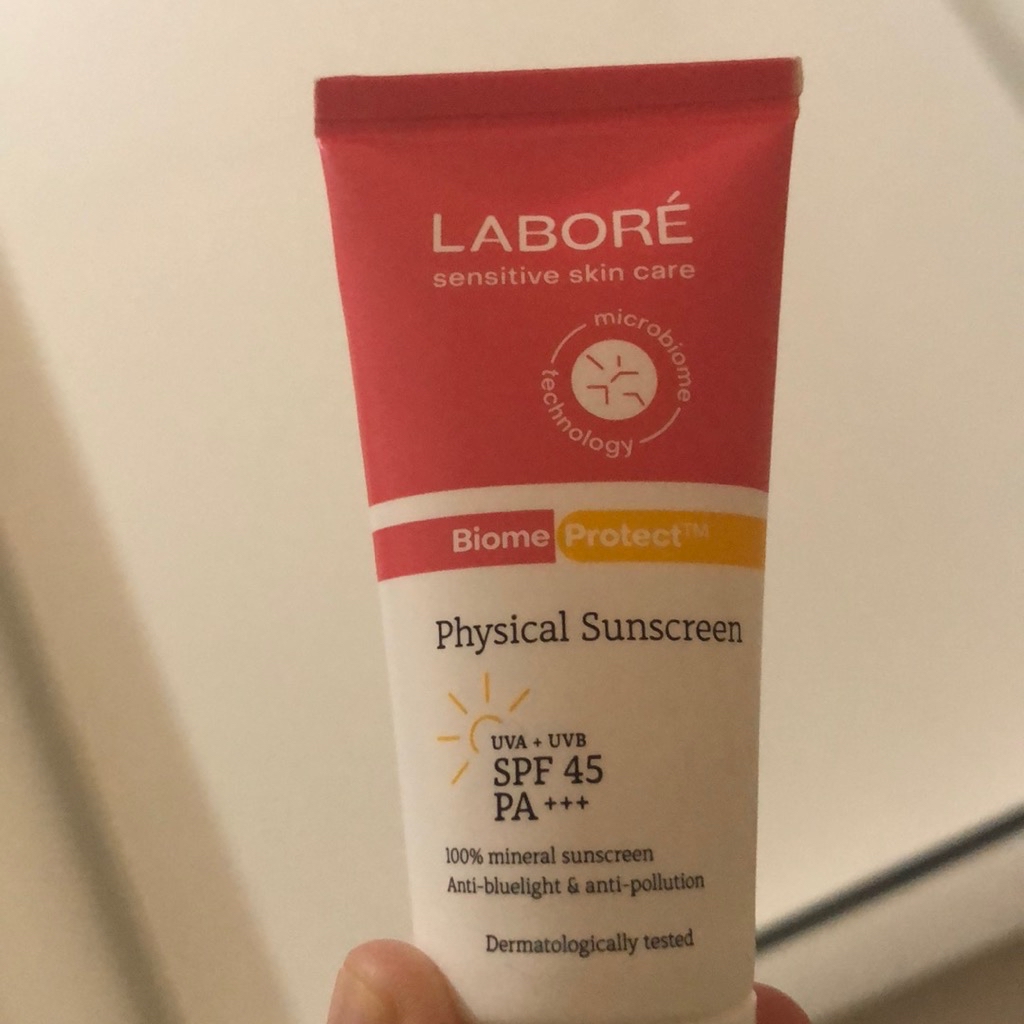 LABORÉ
sensitive skin care
microbiome
technology
Biome Protect™
Physical Sunscreen
UVA + UVB
SPF 45
PA +++
100% mineral sunscreen
Anti-bluelight & anti-pollution
Dermatologically tested